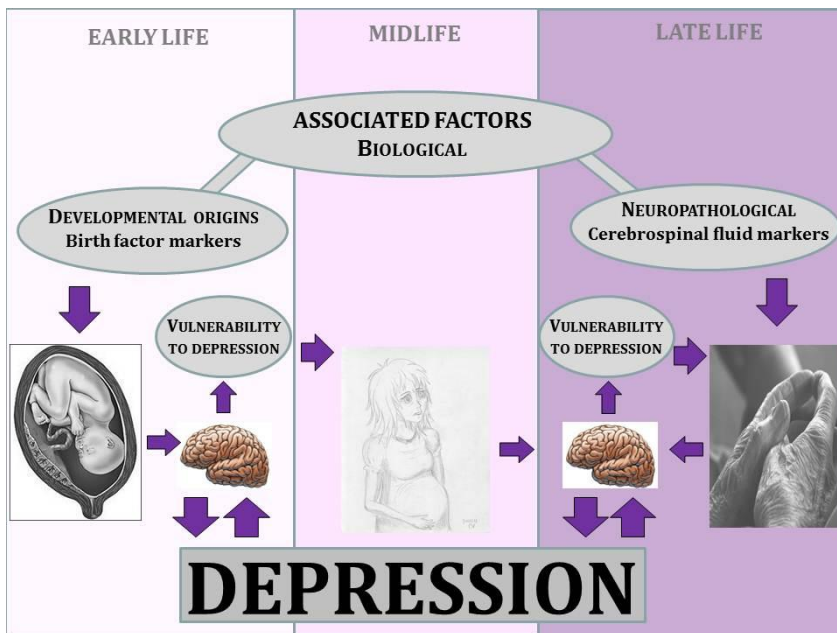 EARLY LIFE
MIDLIFE
LATE LIFE
ASSOCIATED FACTORS
BIOLOGICAL
DEVELOPMENTAL ORIGINS
Birth factor markers
NEUROPATHOLOGICAL
Cerebrospinal fluid markers
VULNERABILITY
TO DEPRESSION
VULNERABILITY
TO DEPRESSION
DEPRESSION